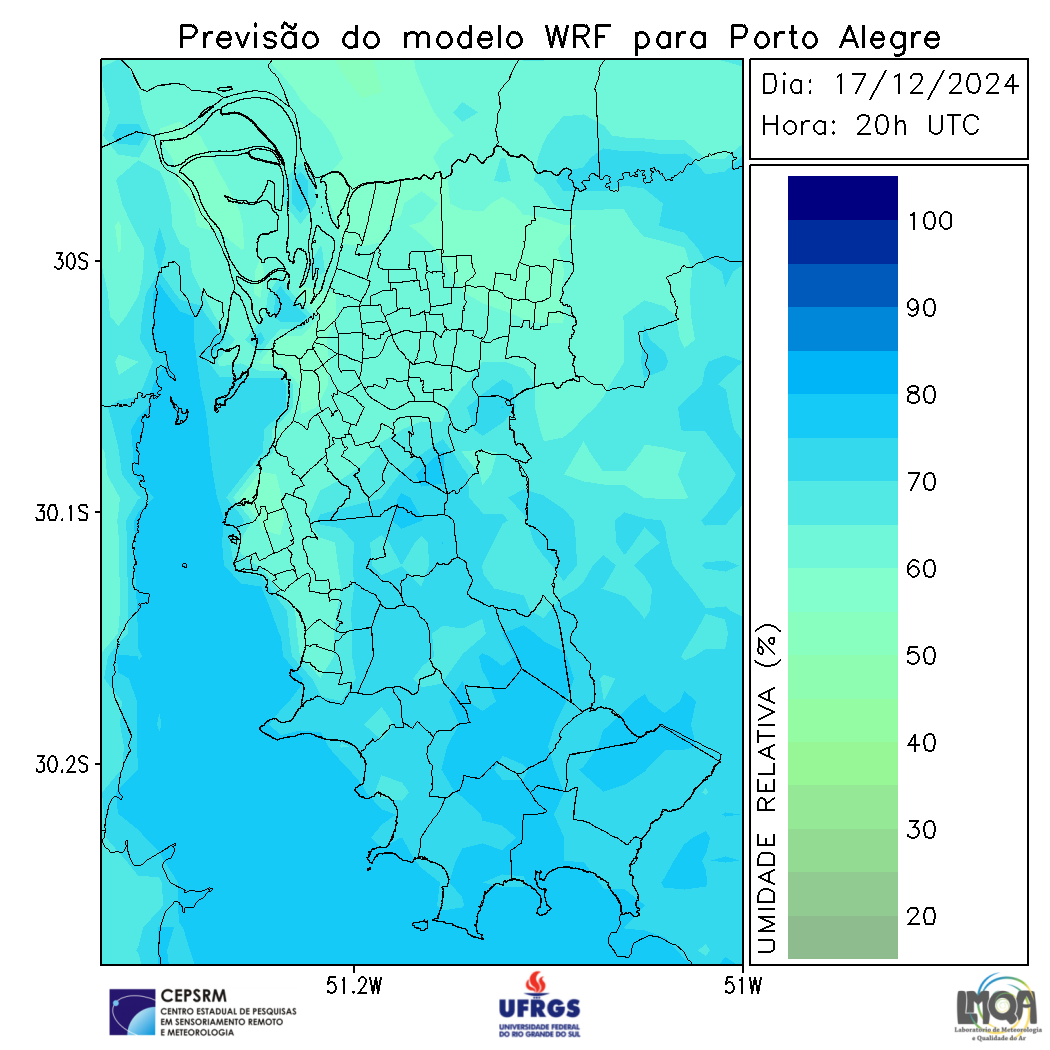 Previsão do modelo WRF para Porto Alegre
Dia: 17/12/2024
Hora: 20h UTC
100
90
80
70
60
50
40
30
20
UMIDADE RELATIVA (%)
30S
30.1S
30.2S
51.2W
51W
CEPSRM
CENTRO ESTADUAL DE PESQUISAS
EM SENSORIAMENTO REMOTO
E METEOROLOGIA
UFRGS
UNIVERSIDADE FEDERAL
DO RIO GRANDE DO SUL
LMQA
Laboratório de Meteorologia
e Qualidade do Ar